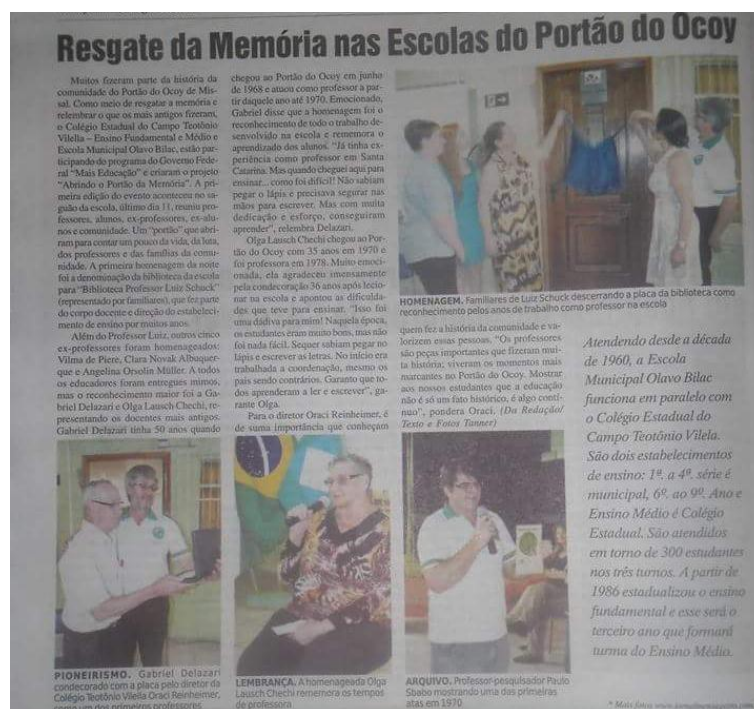 Resgate da Memória nas Escolas do Portão do Ocoy
Muitos fizeram parte da história da
comunidade do Portão do Ocoy de Mis-
sal. Como meio de resgatar a memória e
relembrar o que os mais antigos fizeram,
o Colégio Estadual do Campo Teotônio
Vilella – Ensino Fundamental e Médio e
Escola Municipal Olavo Bilac, estão par-
ticipando do programa do Governo Fede-
ral "Mais Educação" e criaram o projeto
"Abrindo o Portão da Memória". A pri-
meira edição do evento aconteceu no sa-
guão da escola, último dia 11, reuniu pro-
fessores, alunos, ex-professores, ex-alu-
nos e comunidade. Um "portão" que abri-
ram para contar um pouco da vida, da luta,
dos professores e das famílias da comu-
nidade. A primeira homenagem da noite
foi a denominação da biblioteca da escola
para "Biblioteca Professor Luiz Schuck"
(representado por familiares), que fez parte
do corpo docente e direção do estabeleci-
mento de ensino por muitos anos.
Além do Professor Luiz, outros cinco
ex-professores foram homenageados:
Vilma de Piere, Clara Novak Albuquer-
que e Angelina Orsolin Müller. A todos
os educadores foram entregues mimos,
mas o reconhecimento maior foi a Ga-
briel Delazari e Olga Lausch Chechi, re-
presentando os docentes mais antigos.
Gabriel Delazari tinha 50 anos quando
chegou ao Portão do Ocoy em junho
de 1968 e atuou como professor a par-
tir daquele ano até 1970. Emocionado,
Gabriel disse que a homenagem foi o
reconhecimento de todo o trabalho de-
senvolvido na escola e rememora o
aprendizado dos alunos. "Já tinha ex-
periência como professor em Santa
Catarina. Mas quando cheguei aqui para
ensinar... como foi difícil! Não sabiam
pegar o lápis e precisava segurar nas
mãos para escrever. Mas com muita
dedicação e esforço, conseguiram
aprender", relembra Delazari.
Olga Lausch Chechi chegou ao Por-
tão do Ocoy com 35 anos em 1970 e
foi professora em 1978. Muito emocio-
nada, ela agradeceu imensamente
pela condecoração 36 anos após lecio-
nar na escola e apontou as dificulda-
des que teve para ensinar. "Isso foi
uma dádiva para mim! Naquela época,
os estudantes eram muito bons, mas não
foi nada fácil. Sequer sabiam pegar no
lápis e escrever as letras. No início era
trabalhada a coordenação, mesmo os
pais sendo contrários. Garanto que to-
dos aprenderam a ler e escrever", ga-
rante Olga.
Para o diretor Oraci Reinheimer, é
de suma importância que conheçam
HOMENAGEM. Familiares de Luiz Schuck descerrando a placa da biblioteca como
reconhecimento pelos anos de trabalho como professor na escola
quem fez a história da comunidade e va-
lorizem essas pessoas. "Os professores
são peças importantes que fizeram mui-
ta história; viveram os momentos mais
marcantes no Portão do Ocoy. Mostrar
aos nossos estudantes que a educação
não é só um fato histórico, é algo contí-
nuo", pondera Oraci. (Da Redação/
Texto e Fotos Tanner)
Atendendo desde a década
de 1960, a Escola
Municipal Olavo Bilac
funciona em paralelo com
o Colégio Estadual do
Campo Teotônio Vilela.
São dois estabelecimentos
de ensino: 1ª. a 4ª. série é
municipal, 6º. ao 9º. Ano e
Ensino Médio é Colégio
Estadual. São atendidos
em torno de 300 estudantes
nos três turnos. A partir de
1986 estadualizou o ensino
fundamental e esse será o
terceiro ano que formará
turma do Ensino Médio.
PIONEIRISMO. Gabriel Delazari
condecorado com a placa pelo diretor da
Colégio Teotônio Vilella Oraci Reinheimer,
como um dos primeiros professores
LEMBRANÇA. A homenageada Olga
Lausch Chechi rememora os tempos
de professora
ARQUIVO. Professor-pesquisador Paulo
Sbabo mostrando uma das primeiras
atas em 1970
* Mais fotos